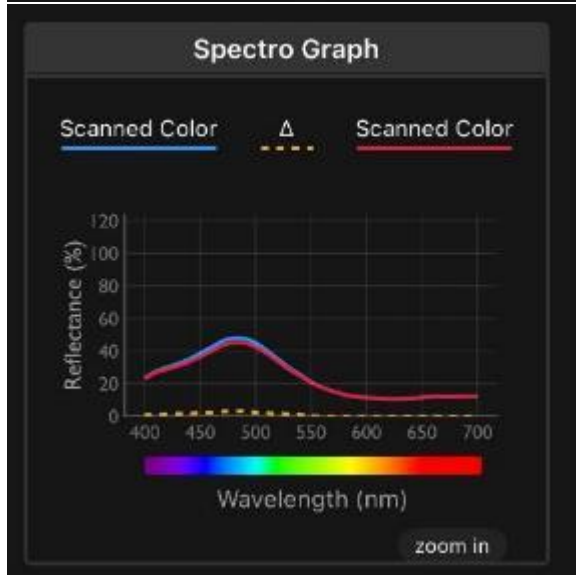 Spectro Graph
Scanned Color Δ Scanned Color
Reflectance (%)
120
100
80
60
40
20
0
400 450 500 550 600 650 700
Wavelength (nm)
zoom in